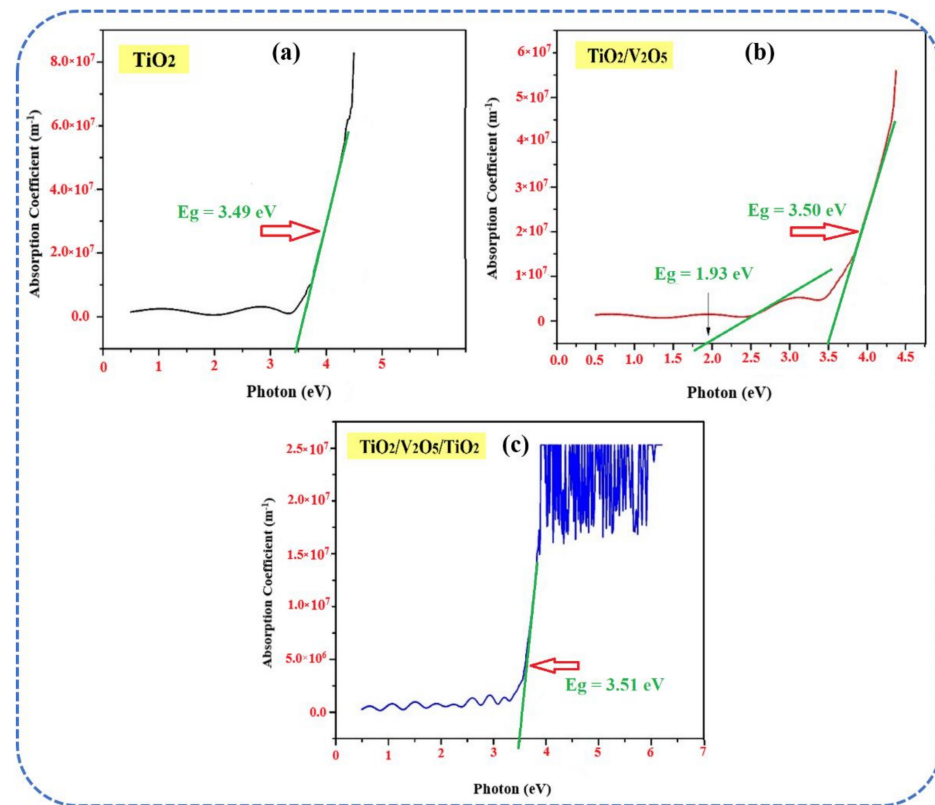 (a)
TiO₂
Eg = 3.49 eV
Absorption Coefficient (m⁻¹)
8.0×10⁷
6.0×10⁷
4.0×10⁷
2.0×10⁷
0.0
0 1 2 3 4 5
Photon (eV)
TiO₂/V₂O₅
(b)
Eg = 3.50 eV
Eg = 1.93 eV
Absorption Coefficient (m⁻¹)
6×10⁷
5×10⁷
4×10⁷
3×10⁷
2×10⁷
1×10⁷
0
0.0 0.5 1.0 1.5 2.0 2.5 3.0 3.5 4.0 4.5
Photon (eV)
TiO₂/V₂O₅/TiO₂
(c)
Eg = 3.51 eV
Absorption Coefficient (m⁻¹)
2.5×10⁷
2.0×10⁷
1.5×10⁷
1.0×10⁷
5.0×10⁶
0.0
0 1 2 3 4 5 6 7
Photon (eV)